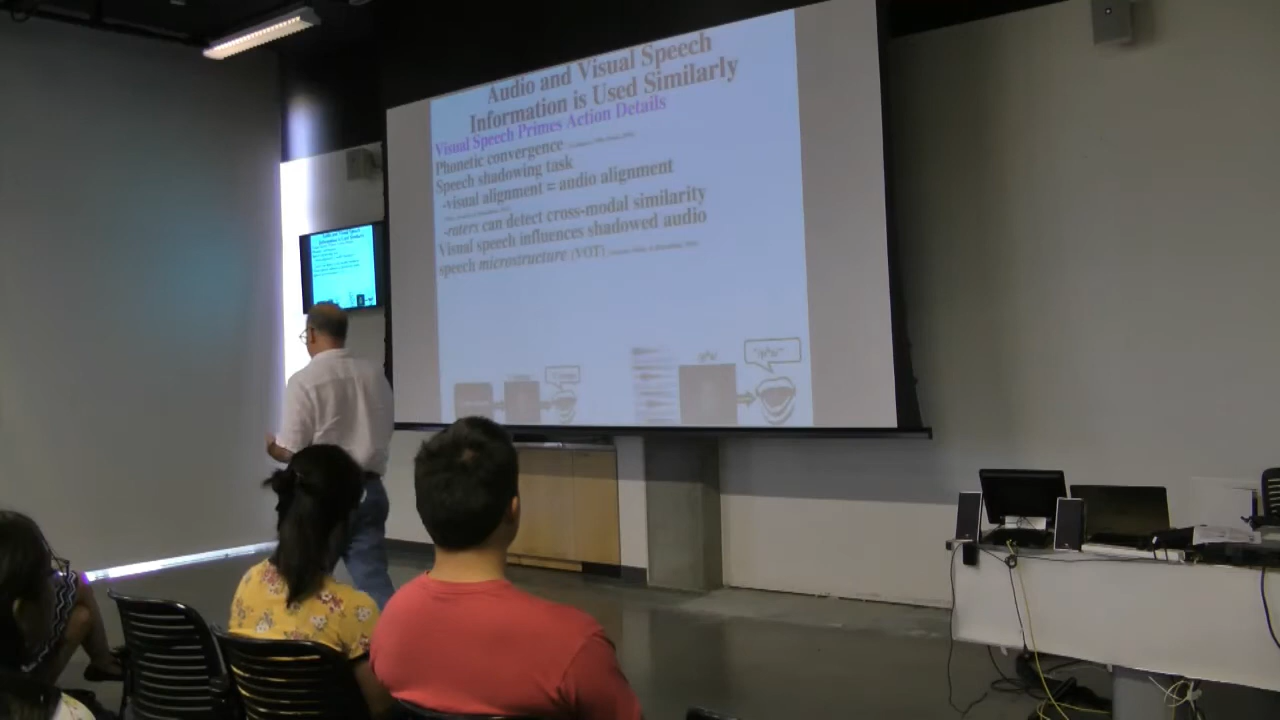 Audio and Visual Speech
Information is Used Similarly
Visual Speech Primes Action Details
Phonetic convergence
Speech shadowing task
-visual alignment = audio alignment
-raters can detect cross-modal similarity
Visual speech influences shadowed audio
speech microstructure (VOT)